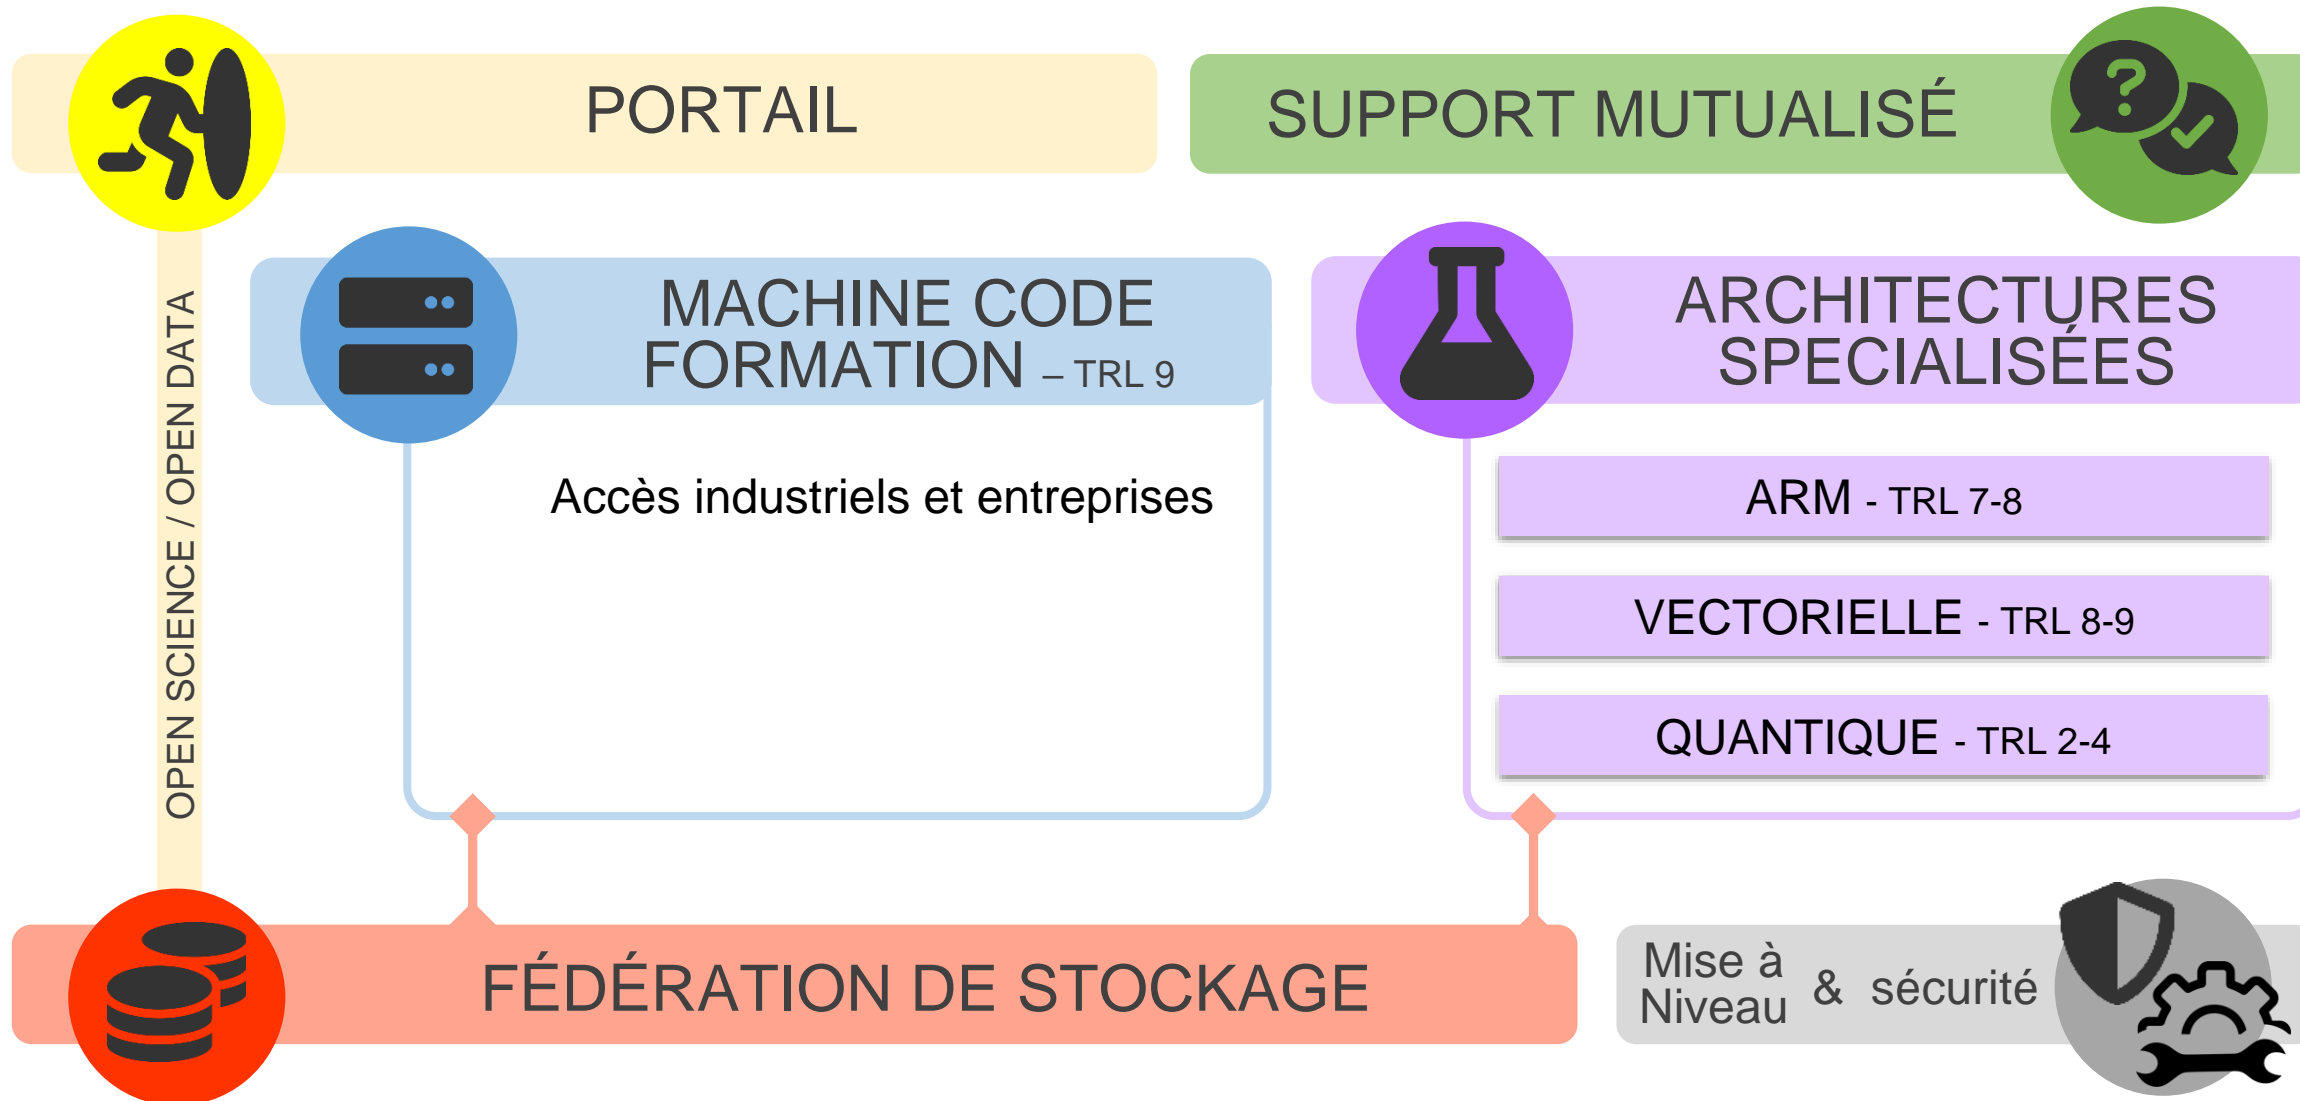 PORTAIL
SUPPORT MUTUALISÉ
OPEN SCIENCE / OPEN DATA
MACHINE CODE
FORMATION – TRL 9
Accès industriels et entreprises
ARCHITECTURES
SPECIALISÉES
ARM - TRL 7-8
VECTORIELLE - TRL 8-9
QUANTIQUE - TRL 2-4
FÉDÉRATION DE STOCKAGE
Mise à
Niveau & sécurité